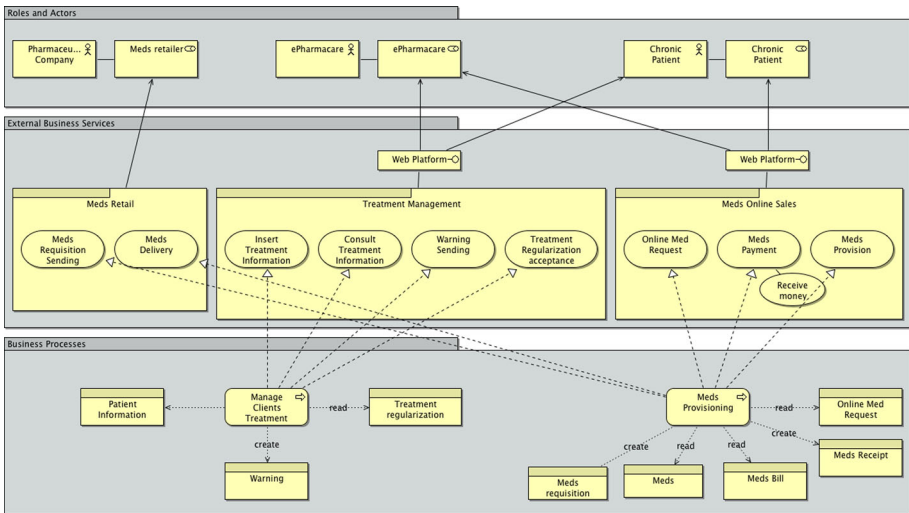 Roles and Actors
Pharmaceu...
Company
Meds retailer
ePharmacare
ePharmacare
Chronic
Patient
Chronic
Patient
External Business Services
Web Platform
Web Platform
Meds Retail
Treatment Management
Meds Online Sales
Meds
Requisition
Sending
Meds
Delivery
Insert
Treatment
Information
Consult
Treatment
Information
Warning
Sending
Treatment
Regularization
acceptance
Online Med
Request
Meds
Payment
Meds
Provision
Receive
money
Business Processes
Patient
Information
Manage
Clients
Treatment
read
Treatment
regularization
create
Warning
Meds
Provisioning
read
Online Med
Request
create
Meds Receipt
create
read
read
Meds
requisition
Meds
Meds Bill